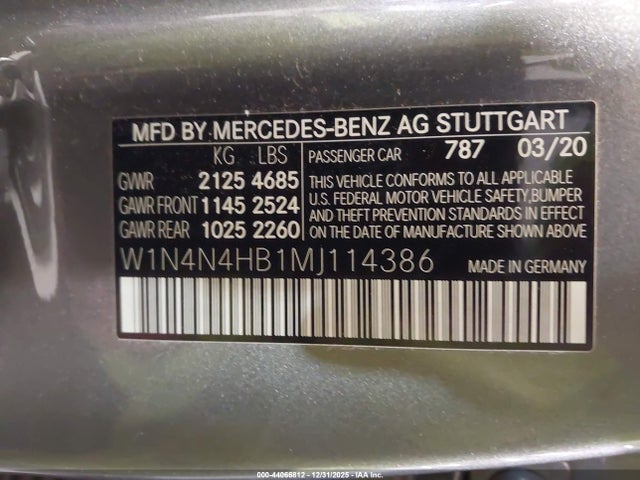 MFD BY MERCEDES-BENZ AG STUTTGART
KG LBS
GVWR 2125 4685
GAWR FRONT 1145 2524
GAWR REAR 1025 2260
PASSENGER CAR 787 03/20
THIS VEHICLE CONFORMS TO ALL APPLICABLE
U.S. FEDERAL MOTOR VEHICLE SAFETY,BUMPER
AND THEFT PREVENTION STANDARDS IN EFFECT
ON THE DATE OF MANUFACTURE SHOWN ABOVE
W1N4N4HB1MJ114386 MADE IN GERMANY
000-44066812 - 12/31/2025 - IAA Inc.